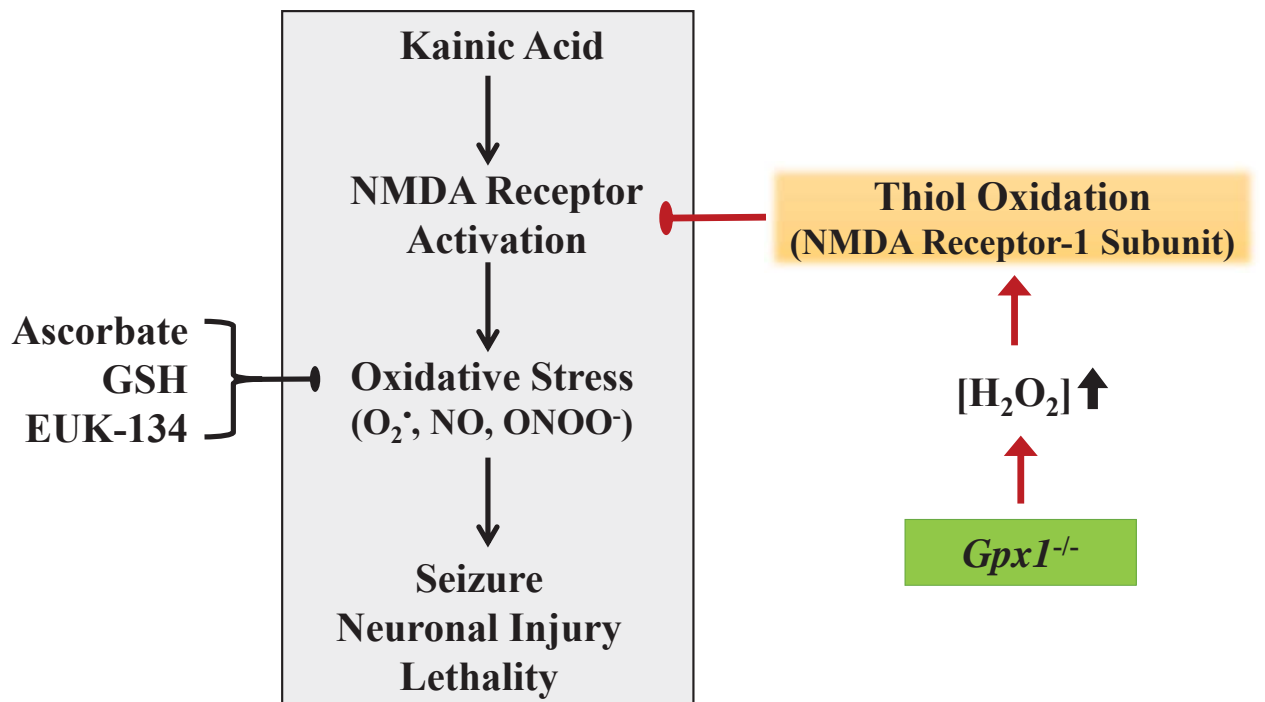 Kainic Acid
NMDA Receptor
Activation
Thiol Oxidation
(NMDA Receptor-1 Subunit)
Ascorbate
GSH
EUK-134
Oxidative Stress
(O₂˙, NO, ONOO⁻)
[H₂O₂]
Gpx1⁻/⁻
Seizure
Neuronal Injury
Lethality